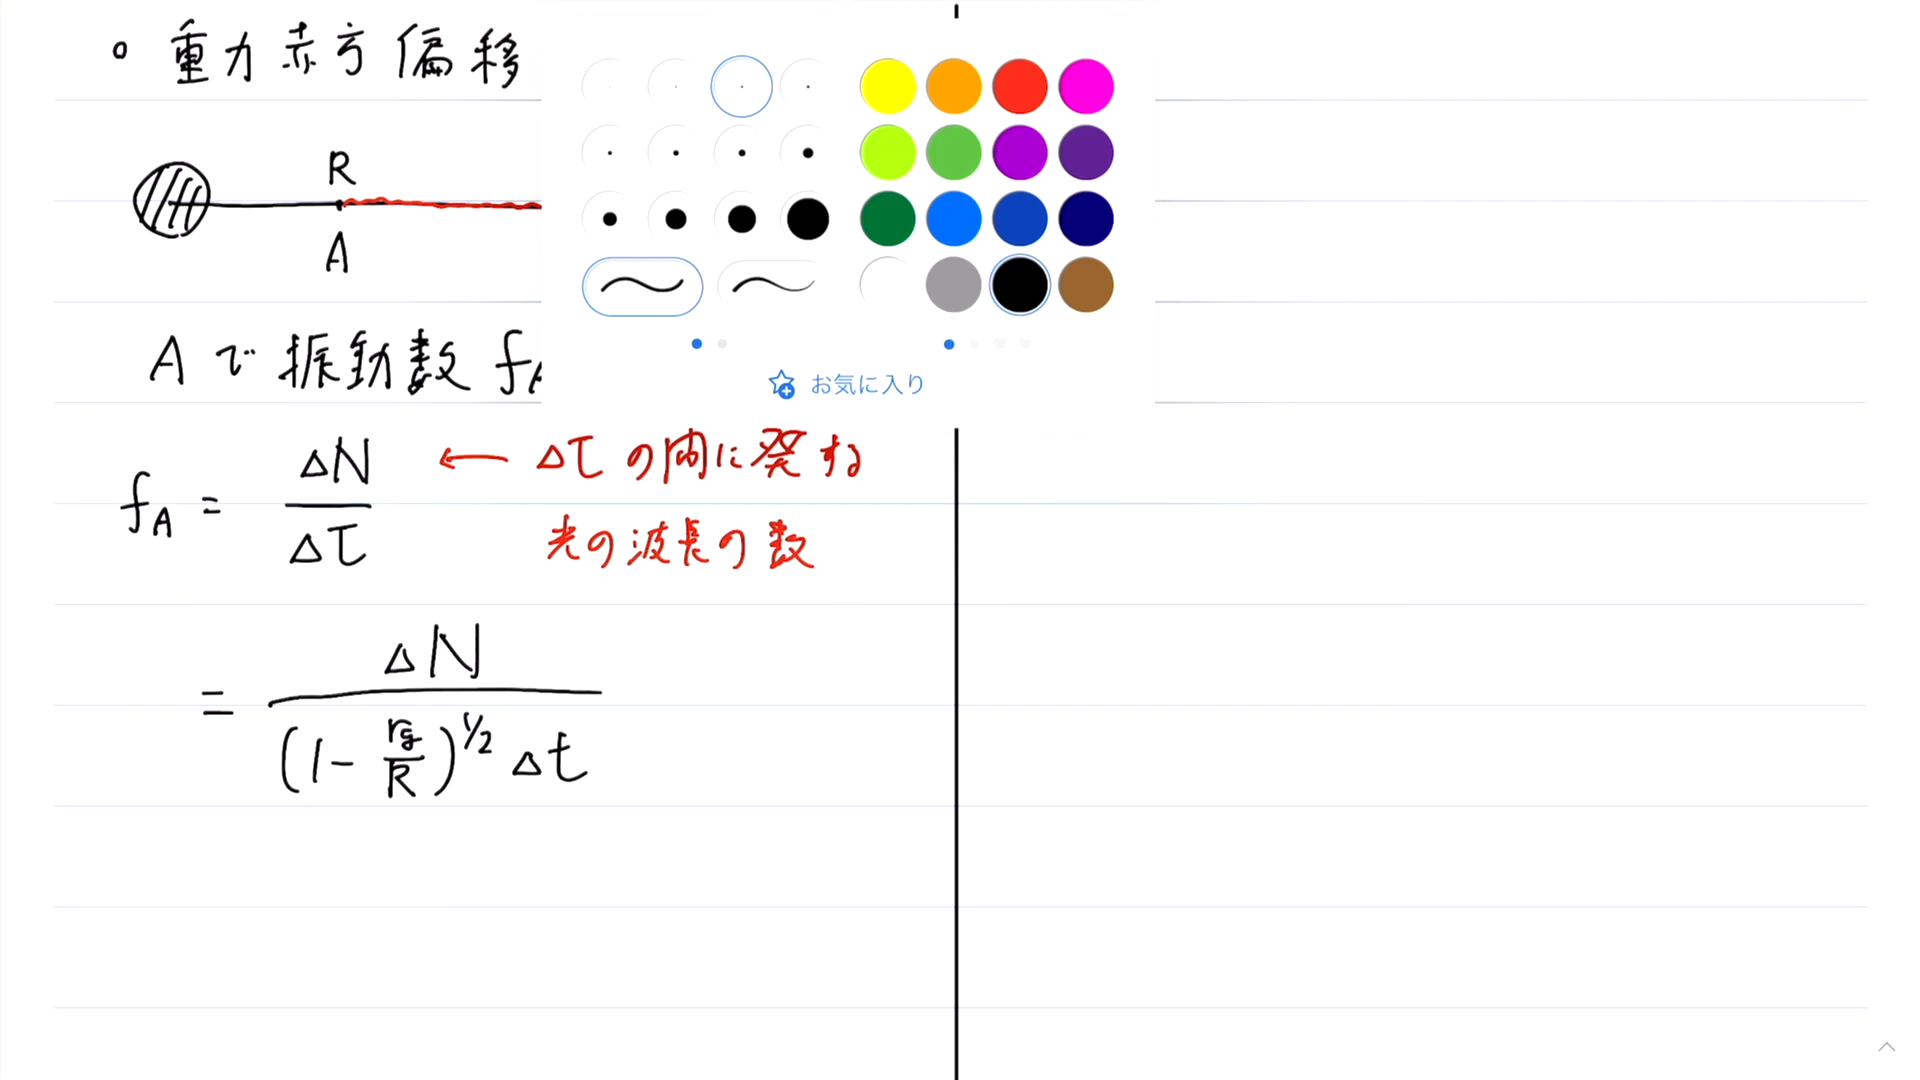 ○ 重力赤方偏移
R
A
Aで振動数 fA
お気に入り
fA = ΔN/Δτ ← Δτの間に発する
光の波長の数
= ΔN/((1 - rg/R)^1/2 Δt)